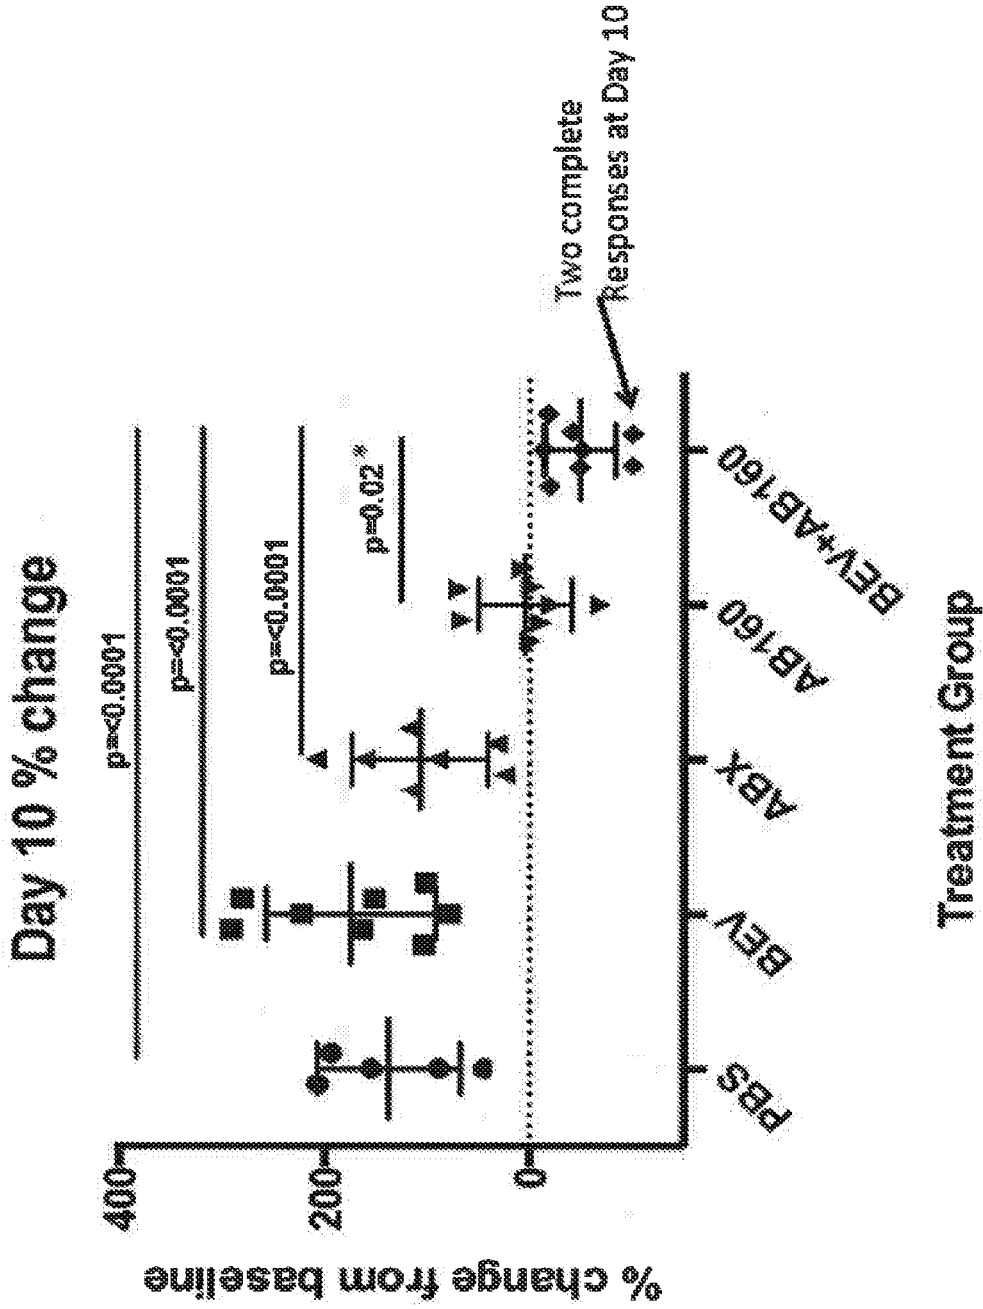 Day 10 % change
p=<0.0001
p=<0.0001
p=<0.0001
p=0.02*
400
200
0
% change from baseline
Two complete
Responses at Day 10
PBS
BEV
ABX
AB160
BEV+AB160
Treatment Group